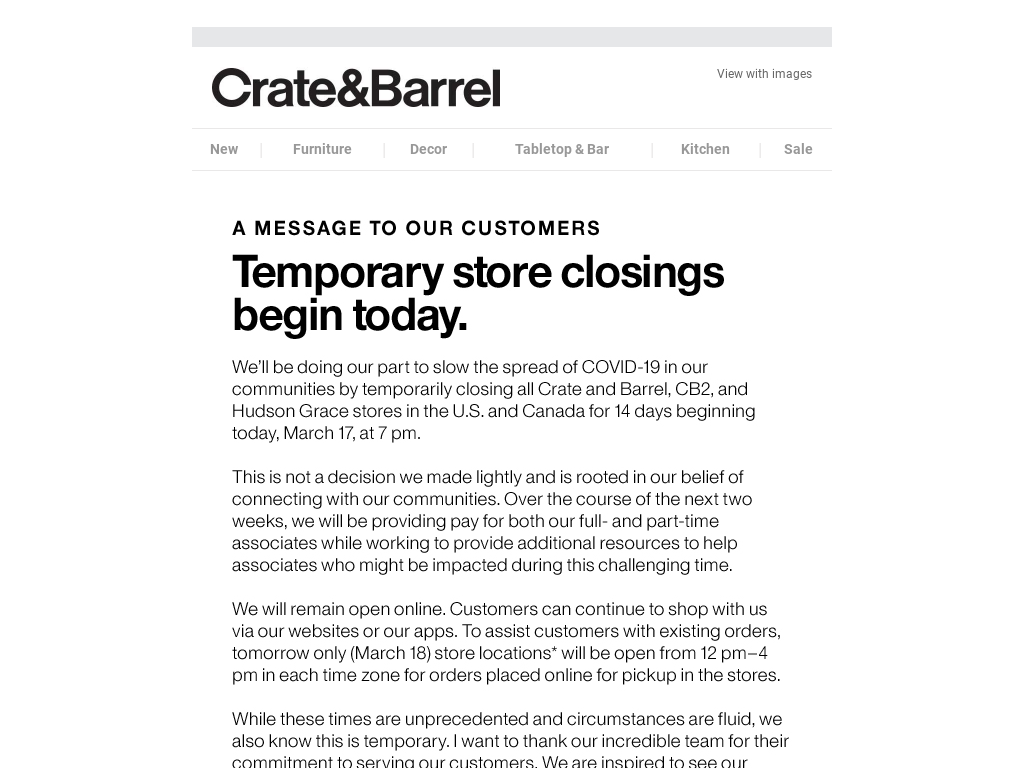 Crate&Barrel
View with images
New | Furniture | Decor | Tabletop & Bar | Kitchen | Sale
A MESSAGE TO OUR CUSTOMERS
Temporary store closings
begin today.
We’ll be doing our part to slow the spread of COVID-19 in our
communities by temporarily closing all Crate and Barrel, CB2, and
Hudson Grace stores in the U.S. and Canada for 14 days beginning
today, March 17, at 7 pm.
This is not a decision we made lightly and is rooted in our belief of
connecting with our communities. Over the course of the next two
weeks, we will be providing pay for both our full- and part-time
associates while working to provide additional resources to help
associates who might be impacted during this challenging time.
We will remain open online. Customers can continue to shop with us
via our websites or our apps. To assist customers with existing orders,
tomorrow only (March 18) store locations* will be open from 12 pm–4
pm in each time zone for orders placed online for pickup in the stores.
While these times are unprecedented and circumstances are fluid, we
also know this is temporary. I want to thank our incredible team for their
commitment to serving our customers. We are inspired to see our